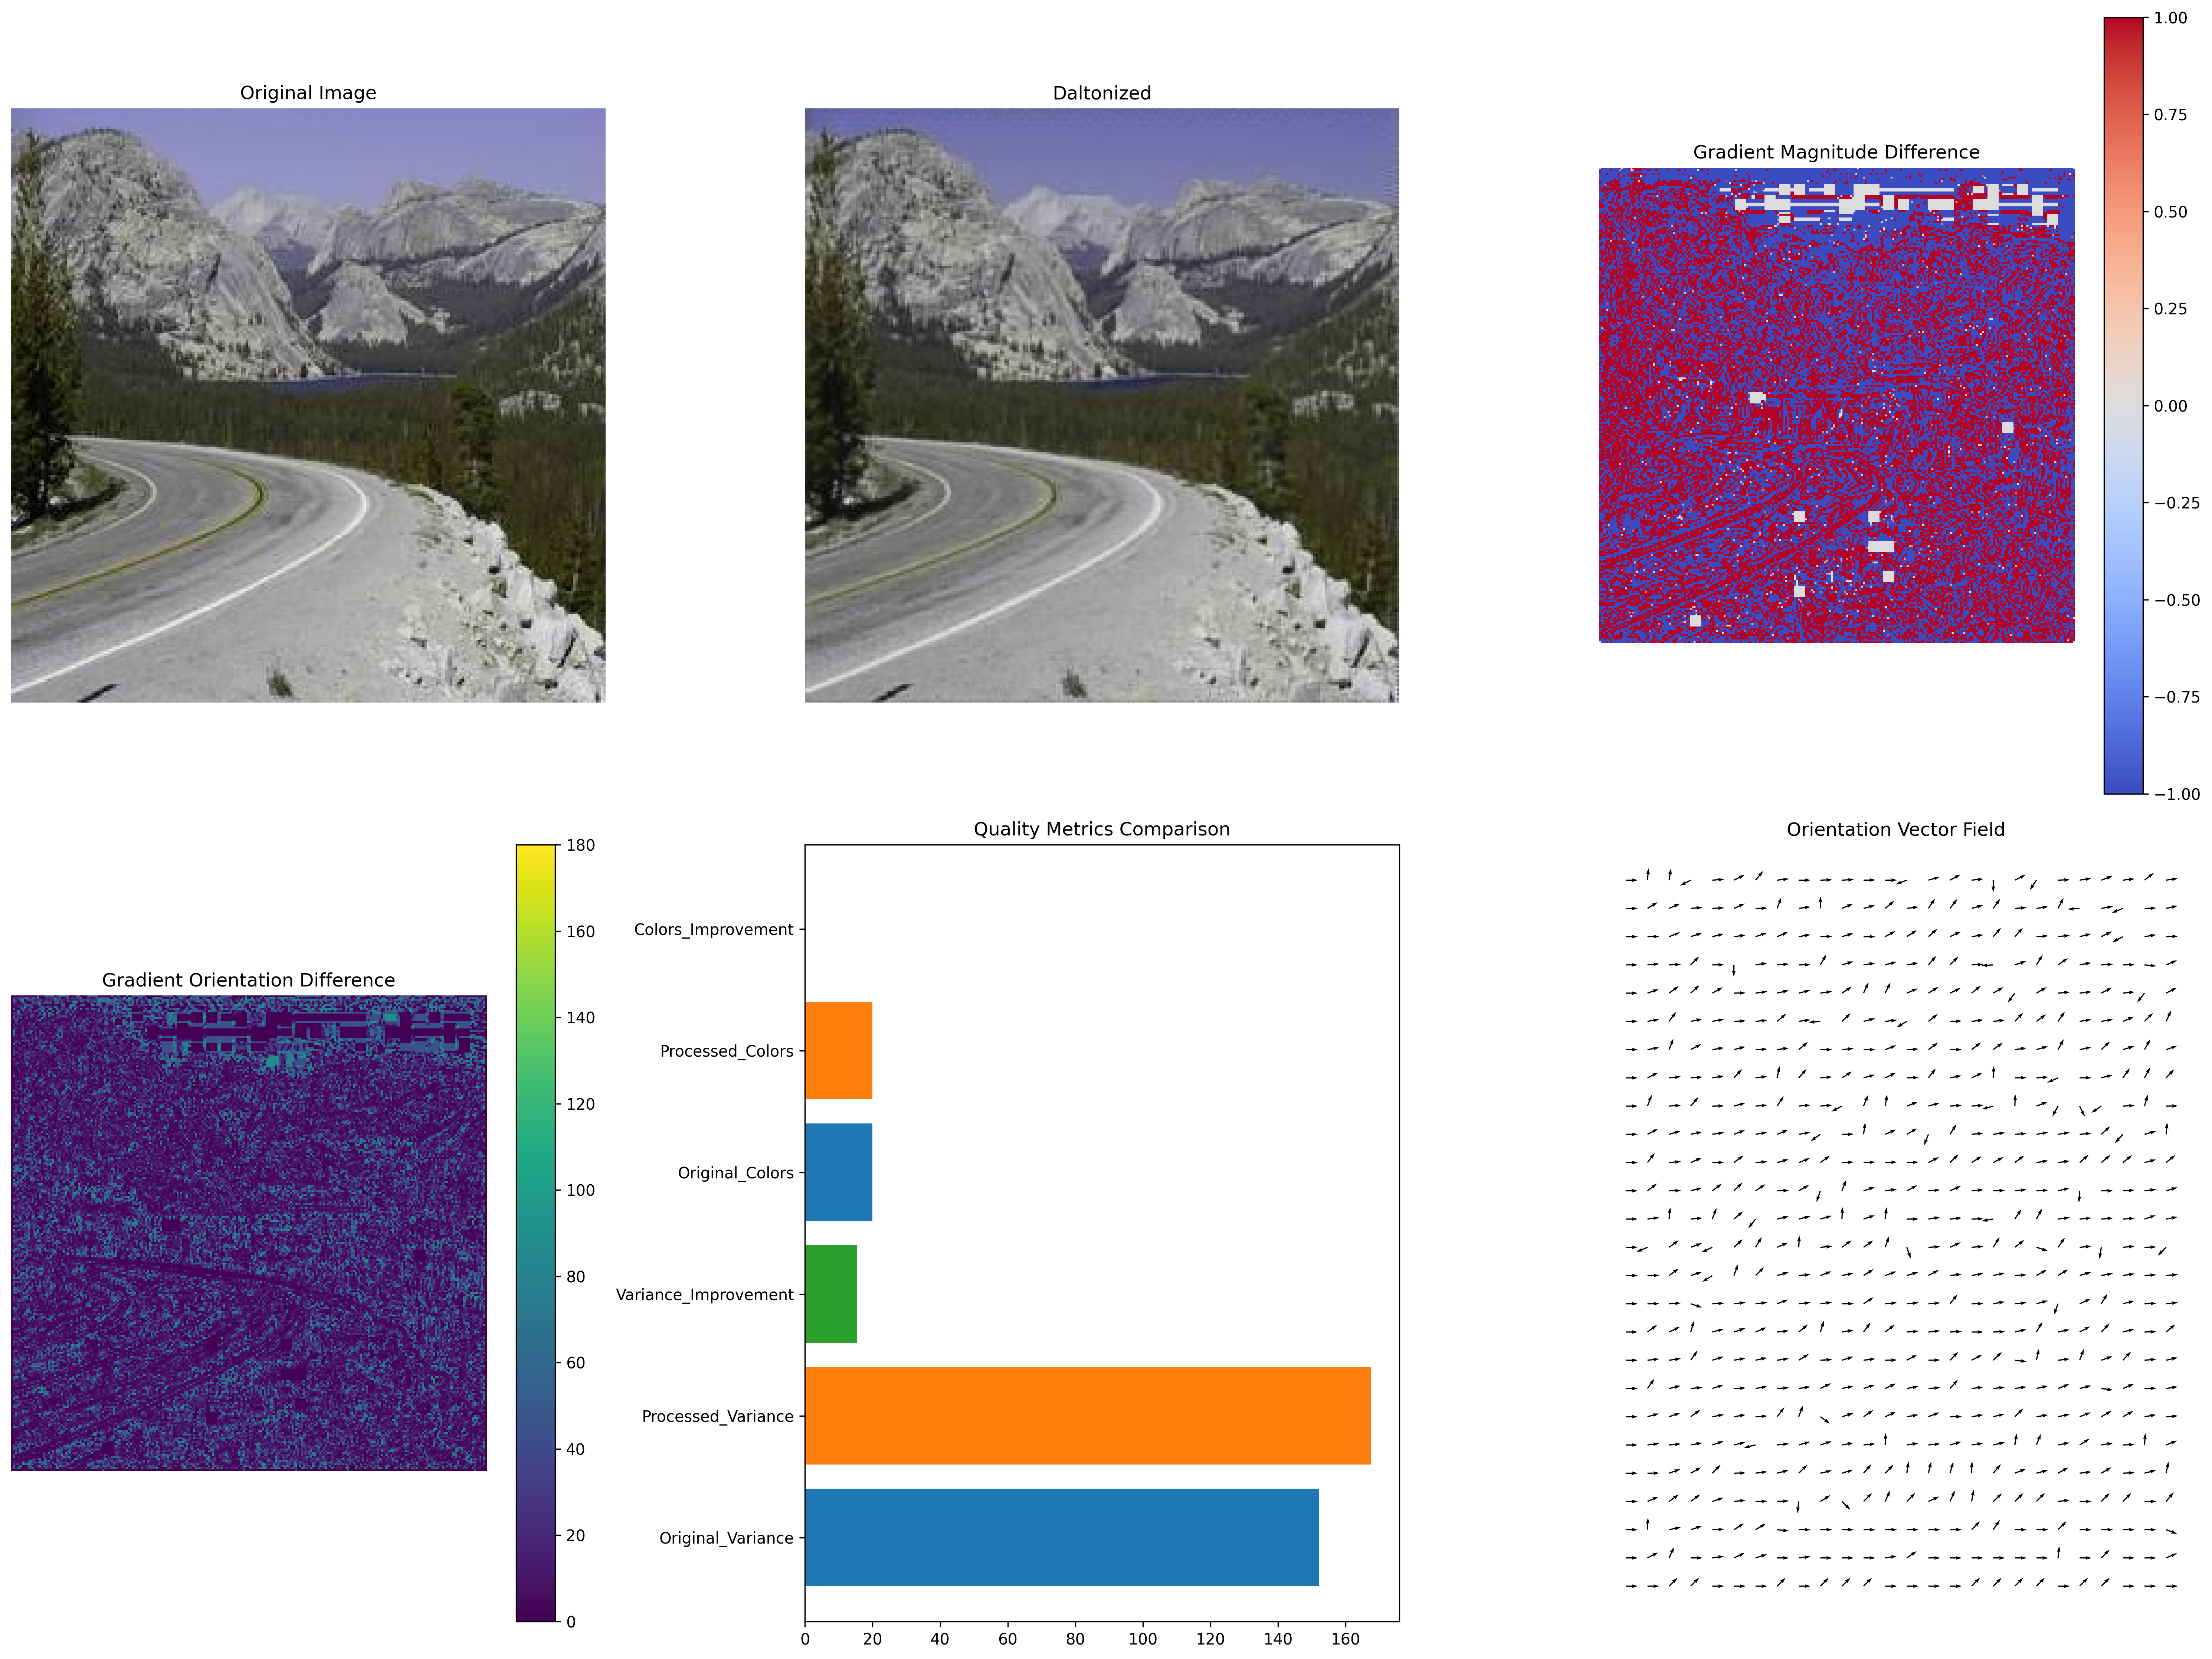 Original Image
Daltonized
Gradient Magnitude Difference
1.00
0.75
0.50
0.25
0.00
−0.25
−0.50
−0.75
−1.00
Gradient Orientation Difference
180
160
140
120
100
80
60
40
20
0
Quality Metrics Comparison
Colors_Improvement
Processed_Colors
Original_Colors
Variance_Improvement
Processed_Variance
Original_Variance
0 20 40 60 80 100 120 140 160
Orientation Vector Field